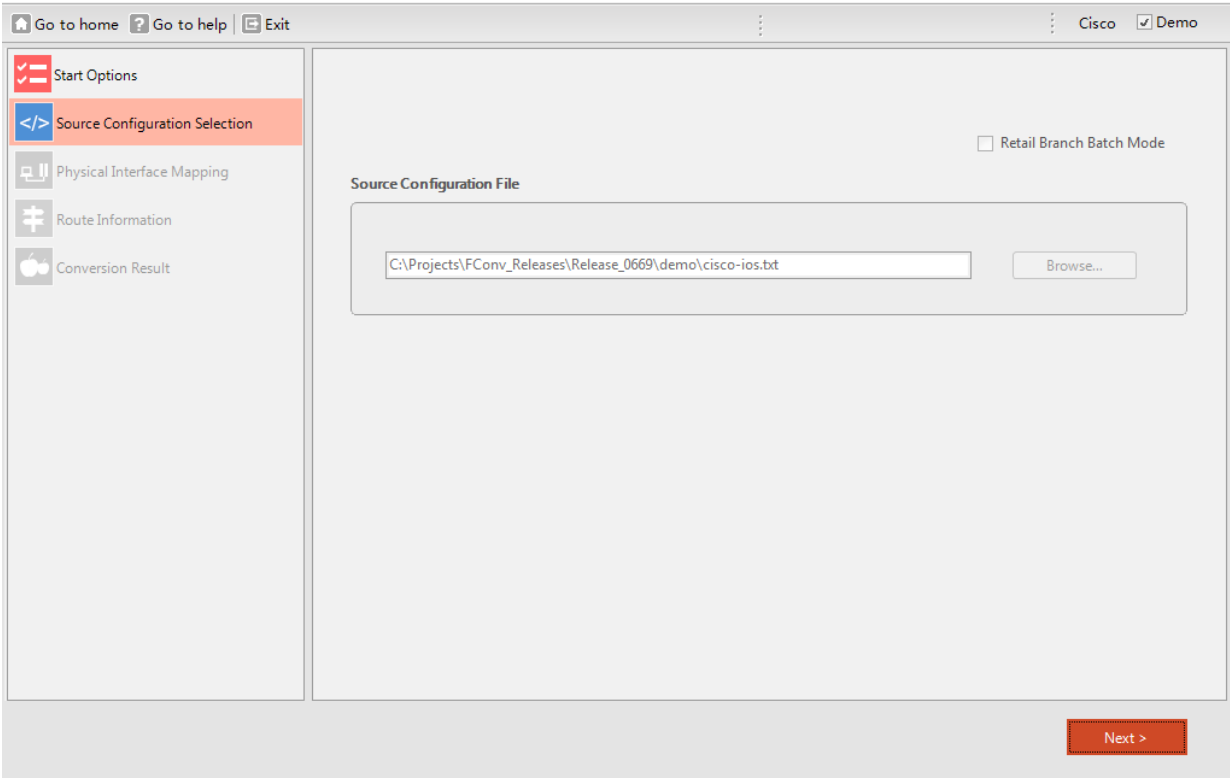 Go to home ? Go to help Exit Cisco Demo
Start Options
</> Source Configuration Selection
Retail Branch Batch Mode
Physical Interface Mapping
Source Configuration File
Route Information
C:\Projects\FConv_Releases\Release_0669\demo\cisco-ios.txt Browse...
Conversion Result
Next >